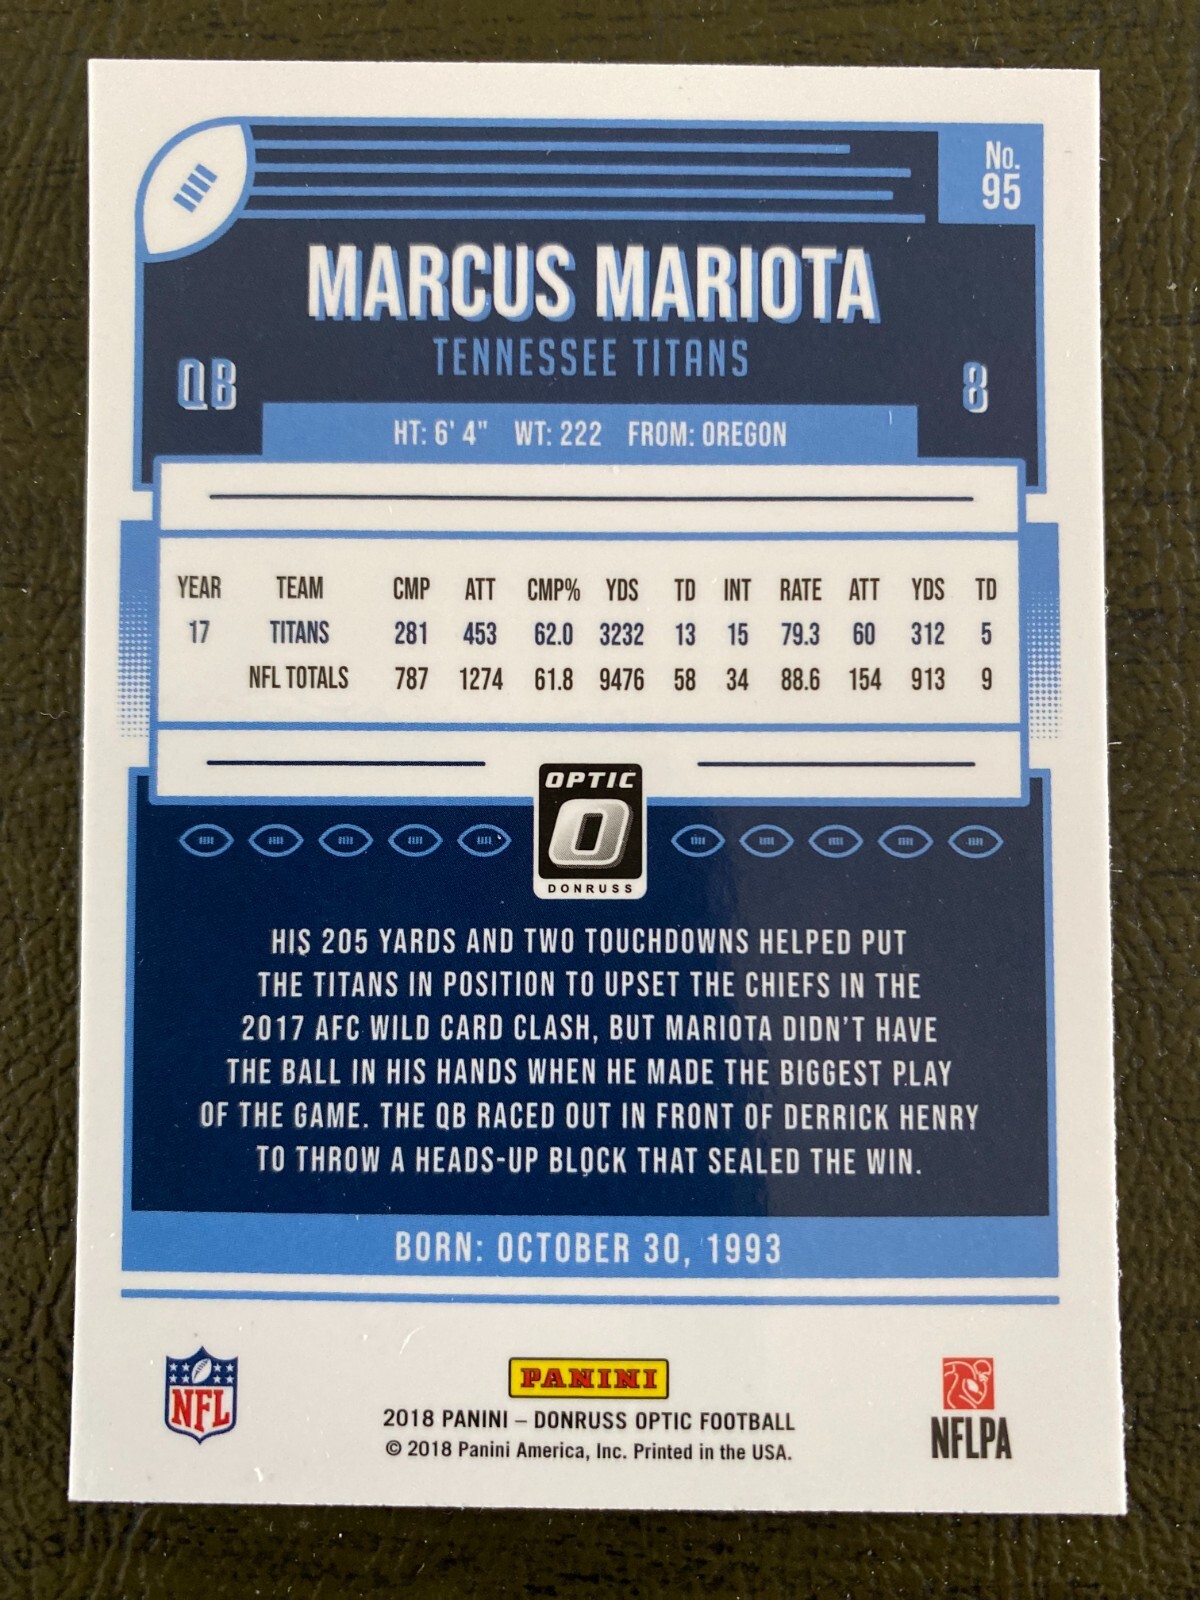 No.
95
MARCUS MARIOTA
TENNESSEE TITANS
QB
8
HT: 6' 4" WT: 222 FROM: OREGON
YEAR TEAM CMP ATT CMP% YDS TD INT RATE ATT YDS TD
17 TITANS 281 453 62.0 3232 13 15 79.3 60 312 5
NFL TOTALS 787 1274 61.8 9476 58 34 88.6 154 913 9
OPTIC
O
DONRUSS
HIS 205 YARDS AND TWO TOUCHDOWNS HELPED PUT
THE TITANS IN POSITION TO UPSET THE CHIEFS IN THE
2017 AFC WILD CARD CLASH, BUT MARIOTA DIDN'T HAVE
THE BALL IN HIS HANDS WHEN HE MADE THE BIGGEST PLAY
OF THE GAME. THE QB RACED OUT IN FRONT OF DERRICK HENRY
TO THROW A HEADS-UP BLOCK THAT SEALED THE WIN.
BORN: OCTOBER 30, 1993
NFL
PANINI
2018 PANINI – DONRUSS OPTIC FOOTBALL
© 2018 Panini America, Inc. Printed in the USA.
NFLPA